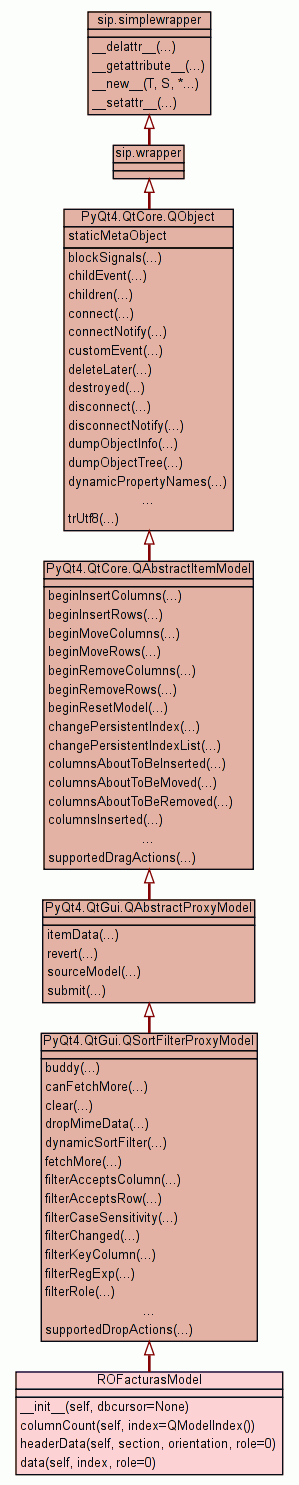 sip.simplewrapper
__delattr__(...)
__getattribute__(...)
__new__(T, S, *...)
__setattr__(...)
sip.wrapper
PyQt4.QtCore.QObject
staticMetaObject
blockSignals(...)
childEvent(...)
children(...)
connect(...)
connectNotify(...)
customEvent(...)
deleteLater(...)
destroyed(...)
disconnect(...)
disconnectNotify(...)
dumpObjectInfo(...)
dumpObjectTree(...)
dynamicPropertyNames(...)
...
trUtf8(...)
PyQt4.QtCore.QAbstractItemModel
beginInsertColumns(...)
beginInsertRows(...)
beginMoveColumns(...)
beginMoveRows(...)
beginRemoveColumns(...)
beginRemoveRows(...)
beginResetModel(...)
changePersistentIndex(...)
changePersistentIndexList(...)
columnsAboutToBeInserted(...)
columnsAboutToBeMoved(...)
columnsAboutToBeRemoved(...)
columnsInserted(...)
...
supportedDragActions(...)
PyQt4.QtGui.QAbstractProxyModel
itemData(...)
revert(...)
sourceModel(...)
submit(...)
PyQt4.QtGui.QSortFilterProxyModel
buddy(...)
canFetchMore(...)
clear(...)
dropMimeData(...)
dynamicSortFilter(...)
fetchMore(...)
filterAcceptsColumn(...)
filterAcceptsRow(...)
filterCaseSensitivity(...)
filterChanged(...)
filterKeyColumn(...)
filterRegExp(...)
filterRole(...)
...
supportedDropActions(...)
ROFacturasModel
__init__(self, dbcursor=None)
columnCount(self, index=QModelIndex())
headerData(self, section, orientation, role=0)
data(self, index, role=0)